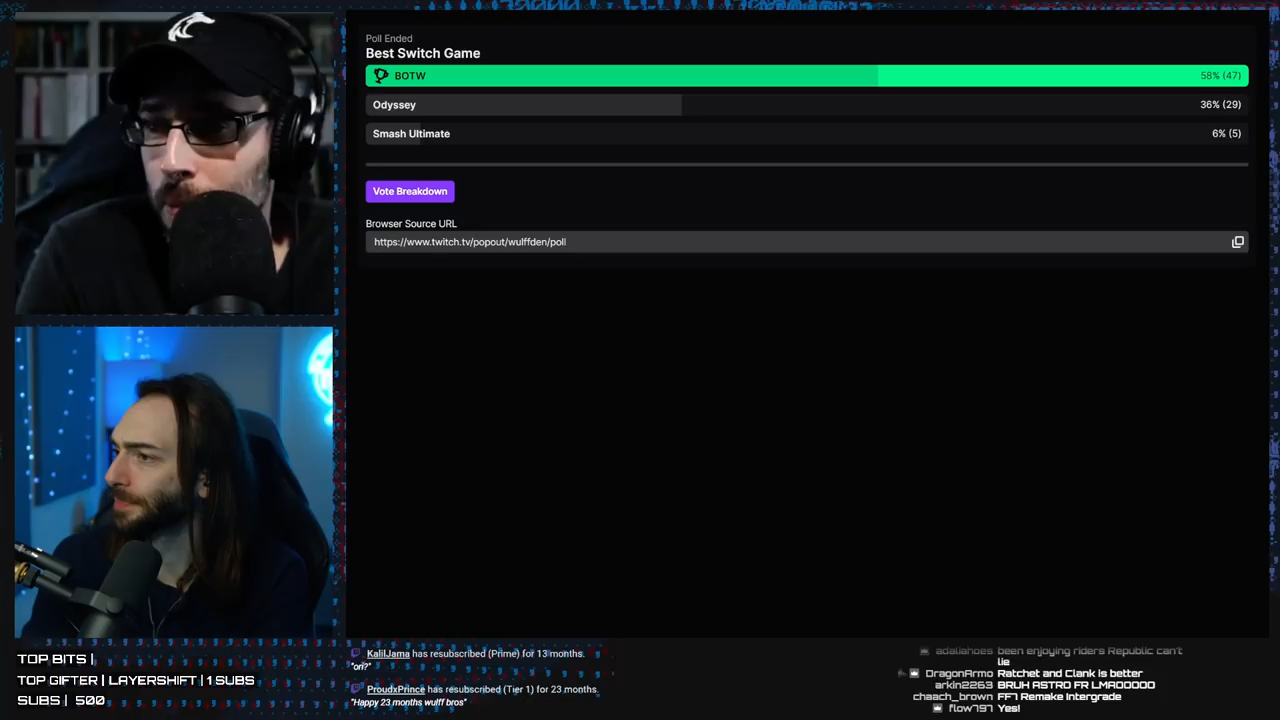 Poll Ended
Best Switch Game
BOTW 58% (47)
Odyssey 36% (29)
Smash Ultimate 6% (5)
Vote Breakdown
Browser Source URL
https://www.twitch.tv/popout/wulffden/poll
TOP BITS |
TOP GIFTER | LAYERSHIFT | 1 SUBS
SUBS | 500
KalilJama has resubscribed (Prime) for 13 months.
"ori?"
ProudxPrince has resubscribed (Tier 1) for 23 months.
"Happy 23 months wulff bros"
adaliahoes been enjoying riders Republic can't
lie
DragonArmo Ratchet and Clank is better
arkin2263 BRUH ASTRO FR LMAOOOOO
chaach_brown FF7 Remake Intergrade
flow797 Yes!